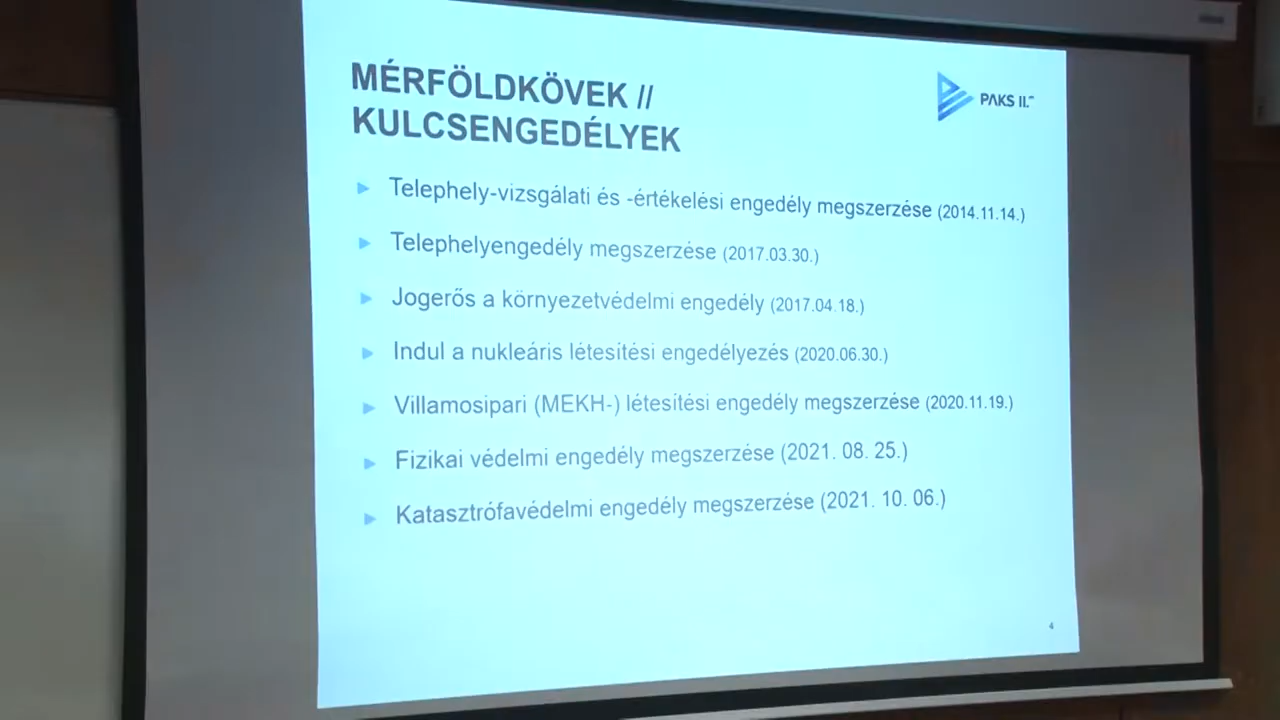 MÉRFÖLDKÖVEK //
KULCSENGEDÉLYEK
PAKS II.
Telephely-vizsgálati és -értékelési engedély megszerzése (2014.11.14.)
Telephelyengedély megszerzése (2017.03.30.)
Jogerős a környezetvédelmi engedély (2017.04.18.)
Indul a nukleáris létesítési engedélyezés (2020.06.30.)
Villamosipari (MEKH-) létesítési engedély megszerzése (2020.11.19.)
Fizikai védelmi engedély megszerzése (2021. 08. 25.)
Katasztrófavédelmi engedély megszerzése (2021. 10. 06.)
4